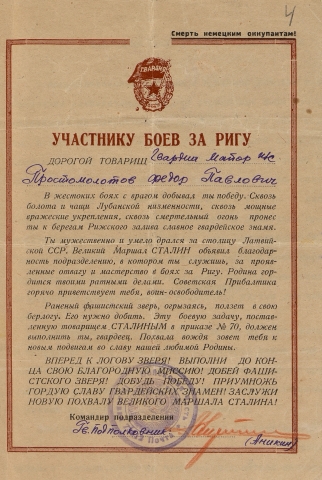 4
Смерть немецким оккупантам!
ГВАРДИЯ
УЧАСТНИКУ БОЕВ ЗА РИГУ
ДОРОГОЙ ТОВАРИЩ Гвардии Майор
Простомолотов Федор Павлович
В жестоких боях с врагом добывал ты победу. Сквозь
болота и чащи Лубанской низменности, сквозь мощные
вражеские укрепления, сквозь смертельный огонь пронес
ты к берегам Рижского залива славное гвардейское знамя.
Ты мужественно и умело дрался за столицу Латвий-
ской ССР. Великий Маршал СТАЛИН объявил благодар-
ность подразделению, в котором ты служишь, за прояв-
ленные отвагу и мастерство в боях за Ригу. Родина гор-
дится твоими ратными делами. Советская Прибалтика
горячо приветствует тебя, воин-освободитель!
Раненый фашистский зверь, огрызаясь, ползет в свою
берлогу. Его нужно добить. Эту боевую задачу, постав-
ленную товарищем СТАЛИНЫМ в приказе № 70, должен
выполнить ты, гвардеец. Похвала вождя зовет тебя к
новым подвигам во славу нашей любимой Родины.
ВПЕРЕД К ЛОГОВУ ЗВЕРЯ! ВЫПОЛНИ ДО КОН-
ЦА СВОЮ БЛАГОРОДНУЮ МИССИЮ! ДОБЕЙ ФАШИ-
СТСКОГО ЗВЕРЯ! ДОБУДЬ ПОБЕДУ! ПРИУМНОЖЬ
ГОРДУЮ СЛАВУ ГВАРДЕЙСКИХ ЗНАМЕН! ЗАСЛУЖИ
НОВУЮ ПОХВАЛУ ВЕЛИКОГО МАРШАЛА СТАЛИНА!
Командир подразделения
Гв. Подполковник
(Аникин)